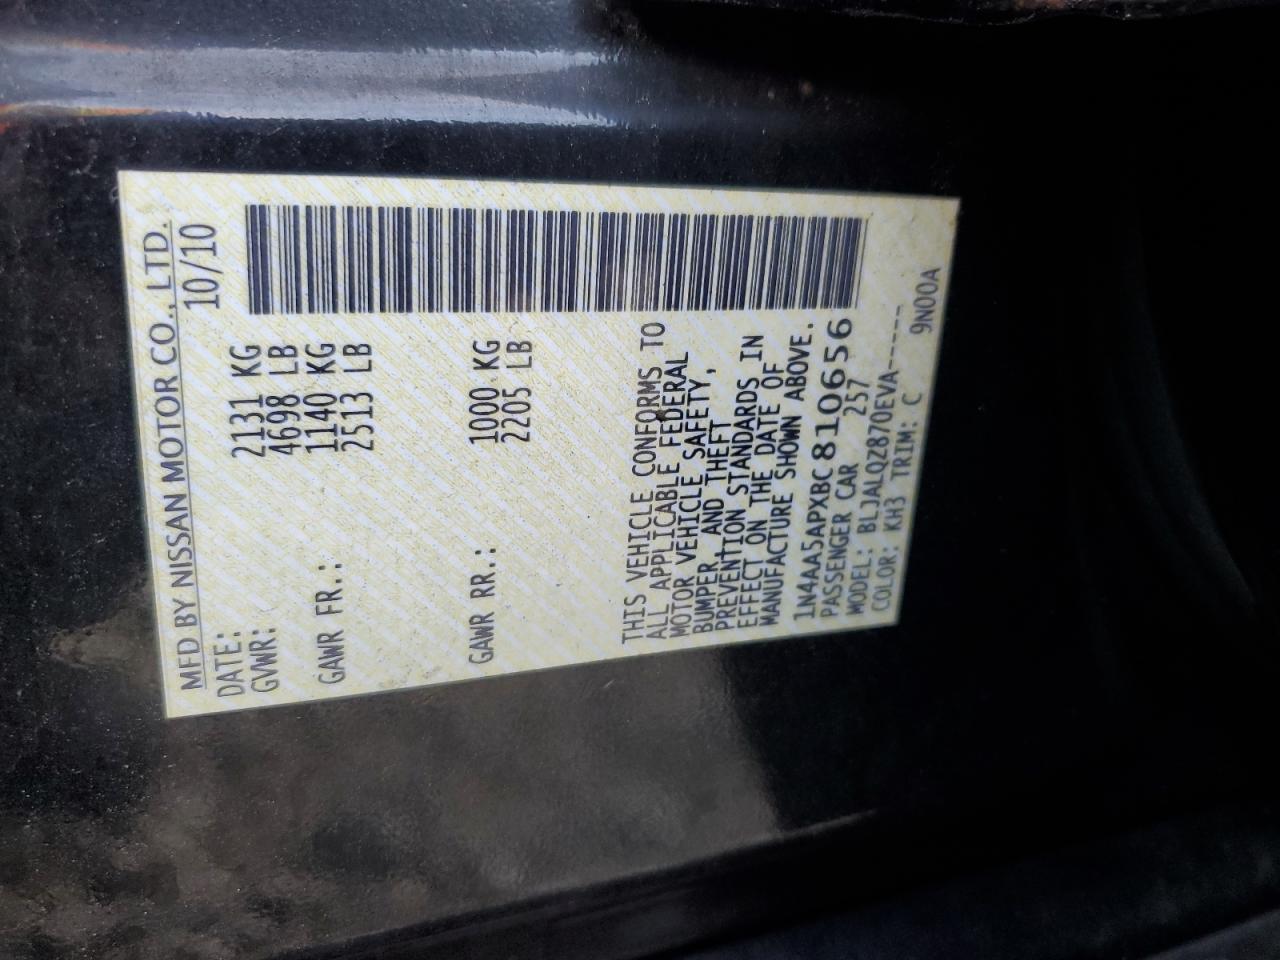 MFD BY NISSAN MOTOR CO., LTD.
DATE: 10/10
GVWR: 2131 KG
4698 LB
GAWR FR.: 1140 KG
2513 LB
GAWR RR.: 1000 KG
2205 LB
THIS VEHICLE CONFORMS TO
ALL APPLICABLE FEDERAL
MOTOR VEHICLE SAFETY,
BUMPER AND THEFT
PREVENTION STANDARDS IN
EFFECT ON THE DATE OF
MANUFACTURE SHOWN ABOVE.
1N4AA5APXBC810656
PASSENGER CAR 257
MODEL: BLJALQZ870EVA-----
COLOR: KH3 TRIM: C 9N00A